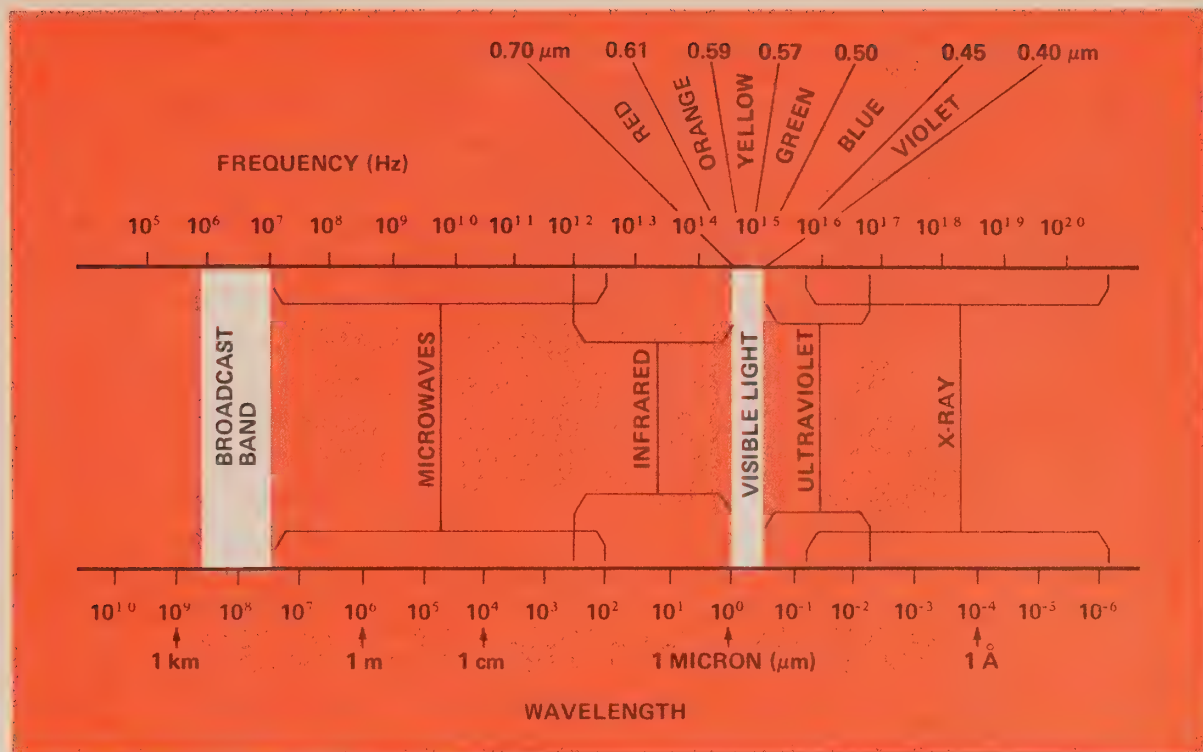 0.70 μm 0.61 0.59 0.57 0.50 0.45 0.40 μm
RED ORANGE YELLOW GREEN BLUE VIOLET
FREQUENCY (Hz)
10⁵ 10⁶ 10⁷ 10⁸ 10⁹ 10¹⁰ 10¹¹ 10¹² 10¹³ 10¹⁴ 10¹⁵ 10¹⁶ 10¹⁷ 10¹⁸ 10¹⁹ 10²⁰
BROADCAST
BAND
MICROWAVES
INFRARED
VISIBLE LIGHT
ULTRAVIOLET
X-RAY
10¹⁰ 10⁹ 10⁸ 10⁷ 10⁶ 10⁵ 10⁴ 10³ 10² 10¹ 10⁰ 10⁻¹ 10⁻² 10⁻³ 10⁻⁴ 10⁻⁵ 10⁻⁶
1 km 1 m 1 cm 1 MICRON (μm) 1 Å
WAVELENGTH